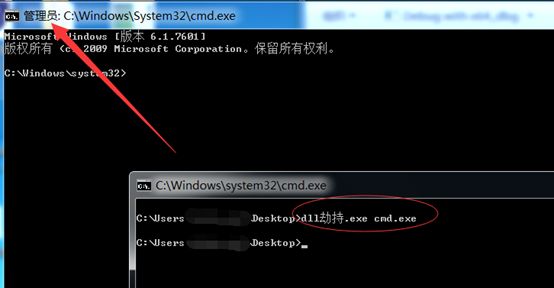 管理员: C:\Windows\System32\cmd.exe
Microsoft Windows [版本 6.1.7601]
版权所有 (c) 2009 Microsoft Corporation。保留所有权利。
C:\Windows\system32>
C:\Windows\system32\cmd.exe
C:\Users Desktop>dll劫持.exe cmd.exe
C:\Users Desktop>